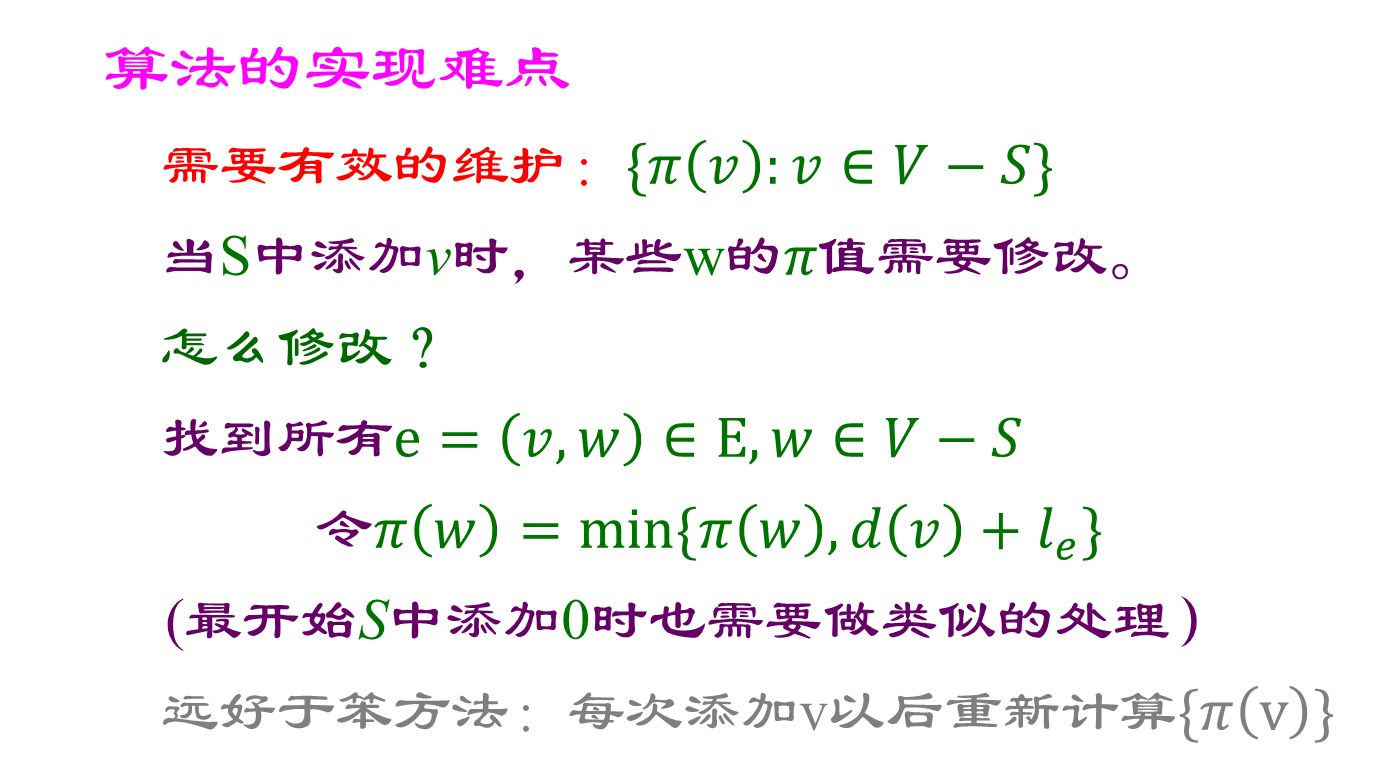 算法的实现难点
需要有效的维护：{π(v): v ∈ V − S}
当S中添加v时，某些w的π值需要修改。
怎么修改？
找到所有e = (v, w) ∈ E, w ∈ V − S
令π(w) = min{π(w), d(v) + lₑ}
(最开始S中添加0时也需要做类似的处理)
远好于笨方法：每次添加v以后重新计算{π(v)}